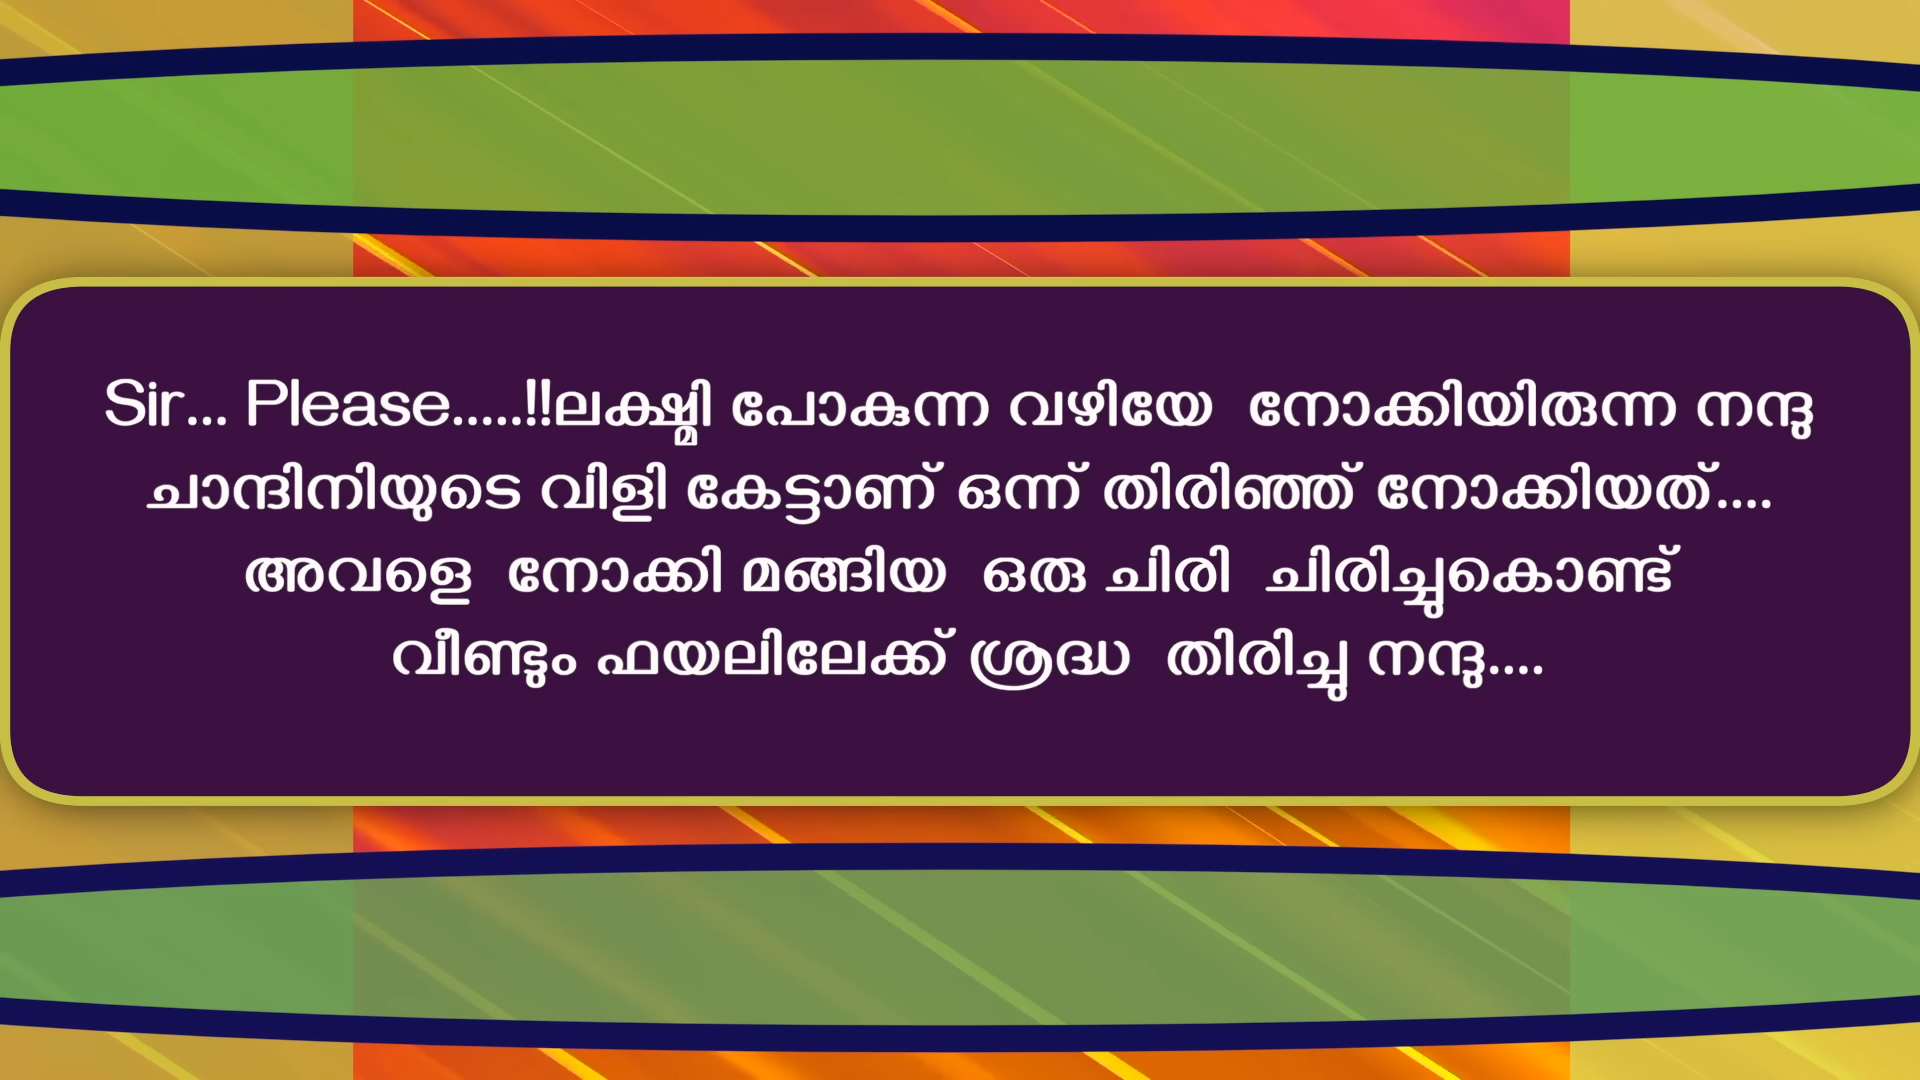 Sir... Please.....!!ലക്ഷ്മി പോകുന്ന വഴിയേ നോക്കിയിരുന്ന നന്ദു
ചാന്ദിനിയുടെ വിളി കേട്ടാണ് ഒന്ന് തിരിഞ്ഞ് നോക്കിയത്....
അവളെ നോക്കി മങ്ങിയ ഒരു ചിരി ചിരിച്ചുകൊണ്ട്
വീണ്ടും ഫയലിലേക്ക് ശ്രദ്ധ തിരിച്ചു നന്ദു....